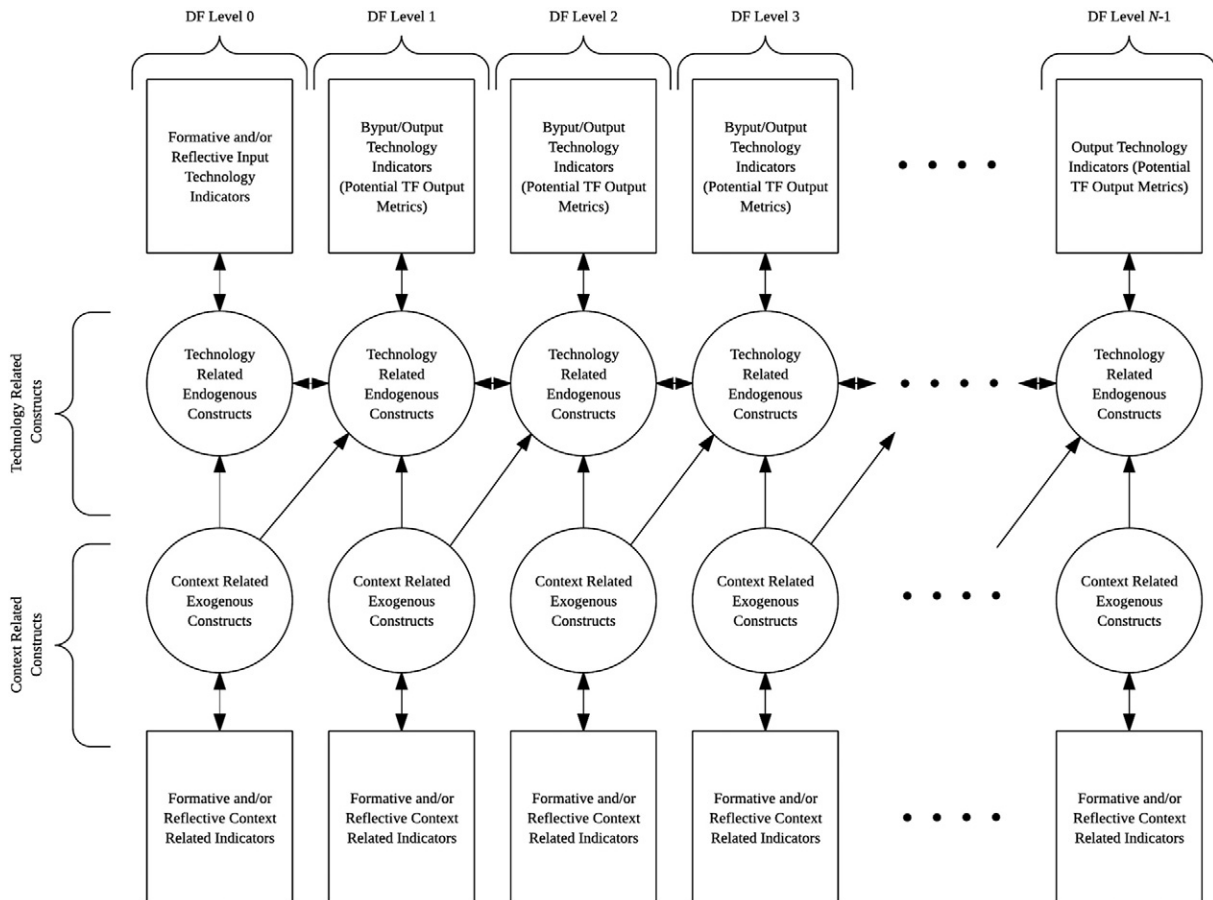 DF Level 0
DF Level 1
DF Level 2
DF Level 3
DF Level N-1
Formative and/or
Reflective Input
Technology
Indicators
Byput/Output
Technology
Indicators
(Potential TF Output
Metrics)
Byput/Output
Technology
Indicators
(Potential TF Output
Metrics)
Byput/Output
Technology
Indicators
(Potential TF Output
Metrics)
Output Technology
Indicators (Potential
TF Output Metrics)
Technology Related
Constructs
Technology
Related
Endogenous
Constructs
Technology
Related
Endogenous
Constructs
Technology
Related
Endogenous
Constructs
Technology
Related
Endogenous
Constructs
Technology
Related
Endogenous
Constructs
Context Related
Constructs
Context Related
Exogenous
Constructs
Context Related
Exogenous
Constructs
Context Related
Exogenous
Constructs
Context Related
Exogenous
Constructs
Context Related
Exogenous
Constructs
Formative and/or
Reflective Context
Related Indicators
Formative and/or
Reflective Context
Related Indicators
Formative and/or
Reflective Context
Related Indicators
Formative and/or
Reflective Context
Related Indicators
Formative and/or
Reflective Context
Related Indicators